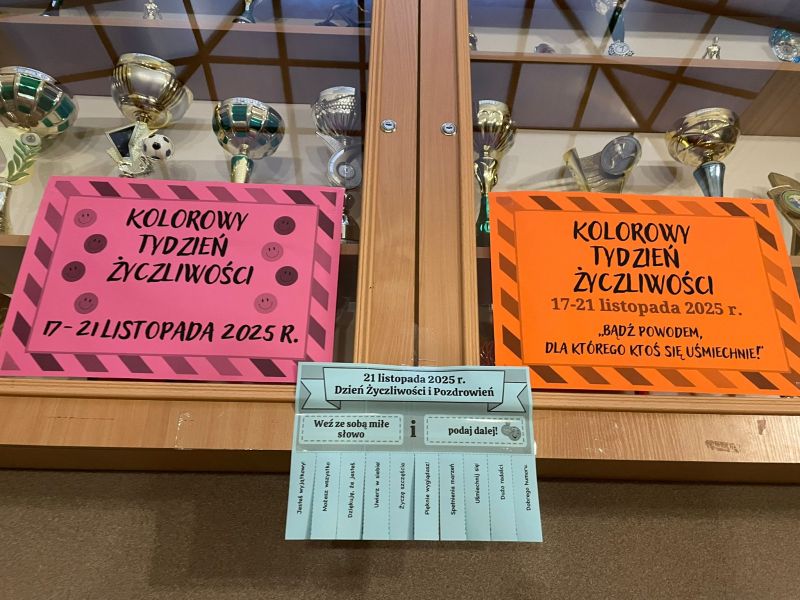 KOLOROWY
TYDZIEŃ
ŻYCZLIWOŚCI
17-21 LISTOPADA 2025 R.
KOLOROWY
TYDZIEŃ
ŻYCZLIWOŚCI
17-21 listopada 2025 r.
„BĄDŹ POWODEM,
DLA KTÓREGO KTOŚ SIĘ UŚMIECHNIE!"
21 listopada 2025 r.
Dzień Życzliwości i Pozdrowień
Weź ze sobą miłe
słowo
i
podaj dalej!
Jesteś wyjątkowy!
Możesz wszystko
Dziękuję, że jesteś
Uwierz w siebie!
Życzę szczęścia
Pięknie wyglądasz!
Spełnienia marzeń
Uśmiechnij się!
Dużo radości
Dobrego humoru